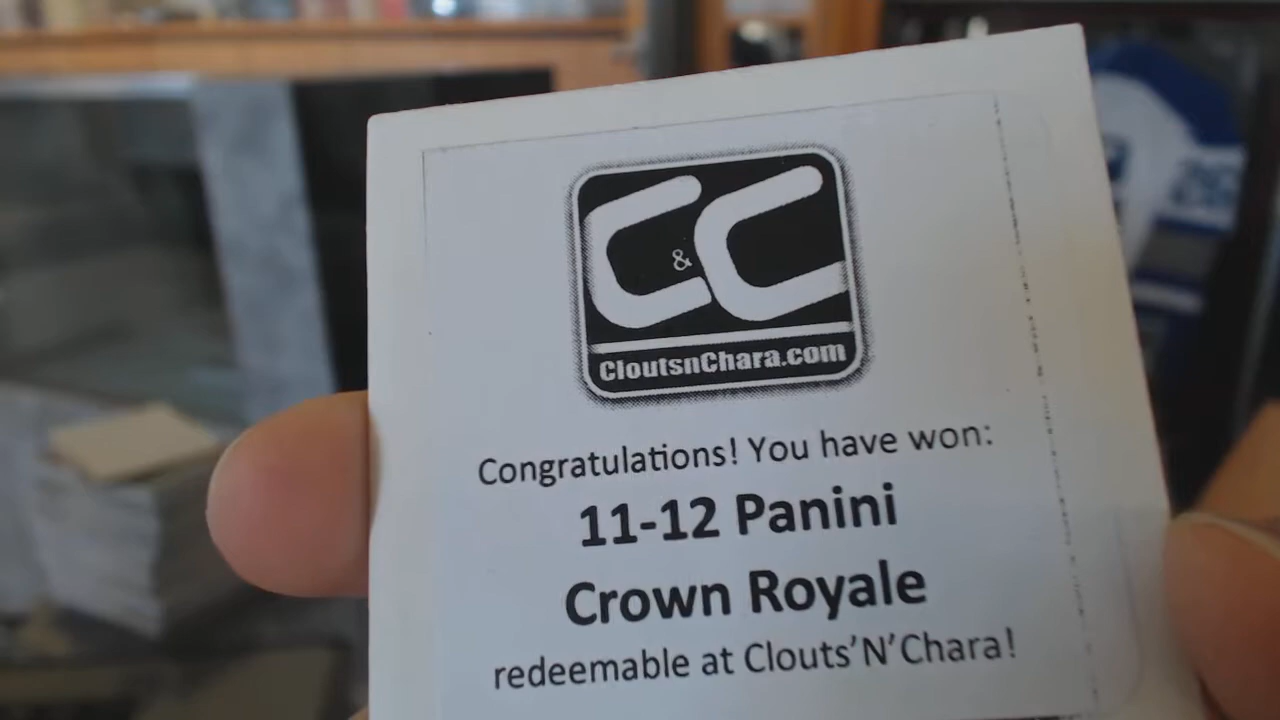 C&C
CloutsnChara.com
Congratulations! You have won:
11-12 Panini
Crown Royale
redeemable at Clouts’N’Chara!